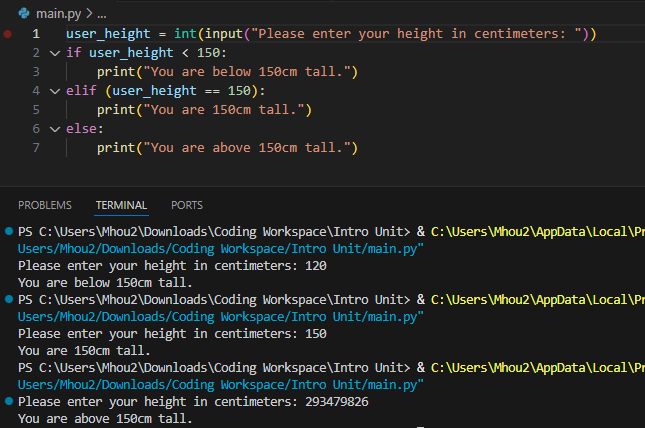 main.py > ...
1 user_height = int(input("Please enter your height in centimeters: "))
2 if user_height < 150:
3 print("You are below 150cm tall.")
4 elif (user_height == 150):
5 print("You are 150cm tall.")
6 else:
7 print("You are above 150cm tall.")
PROBLEMS TERMINAL PORTS
PS C:\Users\Mhou2\Downloads\Coding Workspace\Intro Unit> & C:\Users\Mhou2\AppData\Local\Pr
Users/Mhou2/Downloads/Coding Workspace/Intro Unit/main.py"
Please enter your height in centimeters: 120
You are below 150cm tall.
PS C:\Users\Mhou2\Downloads\Coding Workspace\Intro Unit> & C:\Users\Mhou2\AppData\Local\Pr
Users/Mhou2/Downloads/Coding Workspace/Intro Unit/main.py"
Please enter your height in centimeters: 150
You are 150cm tall.
PS C:\Users\Mhou2\Downloads\Coding Workspace\Intro Unit> & C:\Users\Mhou2\AppData\Local\Pr
Users/Mhou2/Downloads/Coding Workspace/Intro Unit/main.py"
Please enter your height in centimeters: 293479826
You are above 150cm tall.